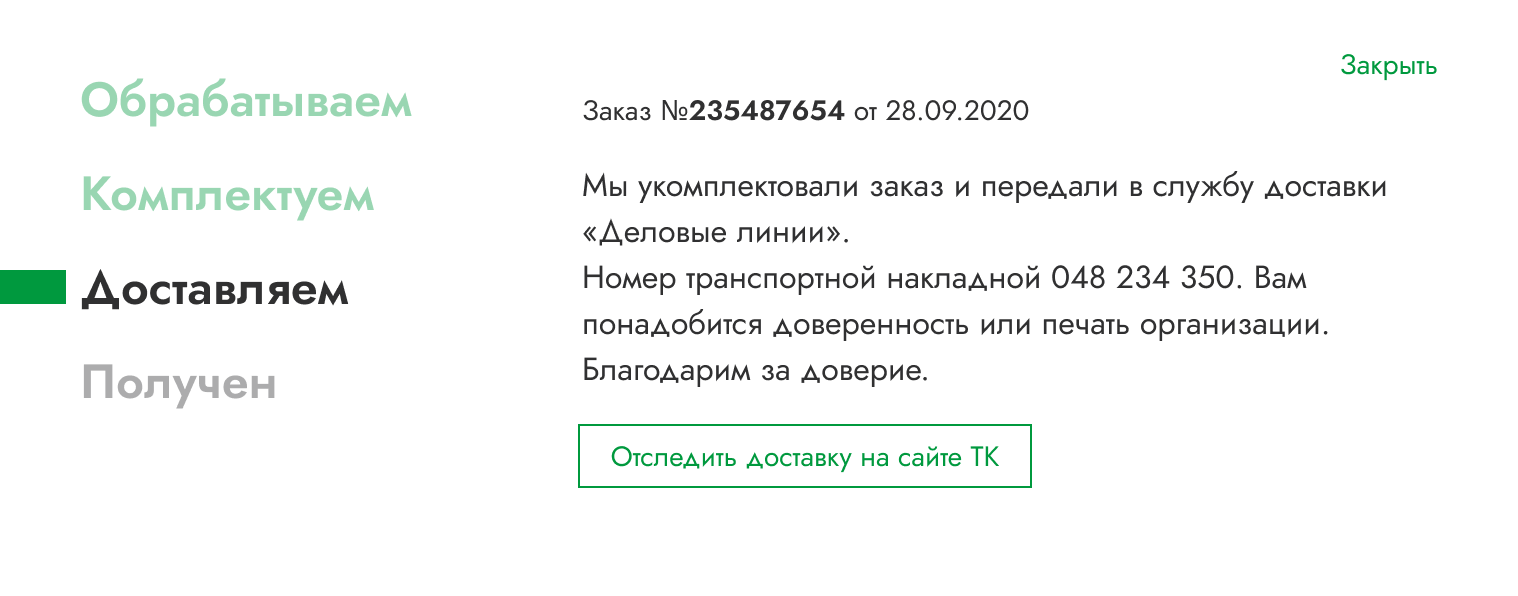 Закрыть
Обрабатываем
Комплектуем
Доставляем
Получен
Заказ №235487654 от 28.09.2020
Мы укомплектовали заказ и передали в службу доставки
«Деловые линии».
Номер транспортной накладной 048 234 350. Вам
понадобится доверенность или печать организации.
Благодарим за доверие.
Отследить доставку на сайте ТК